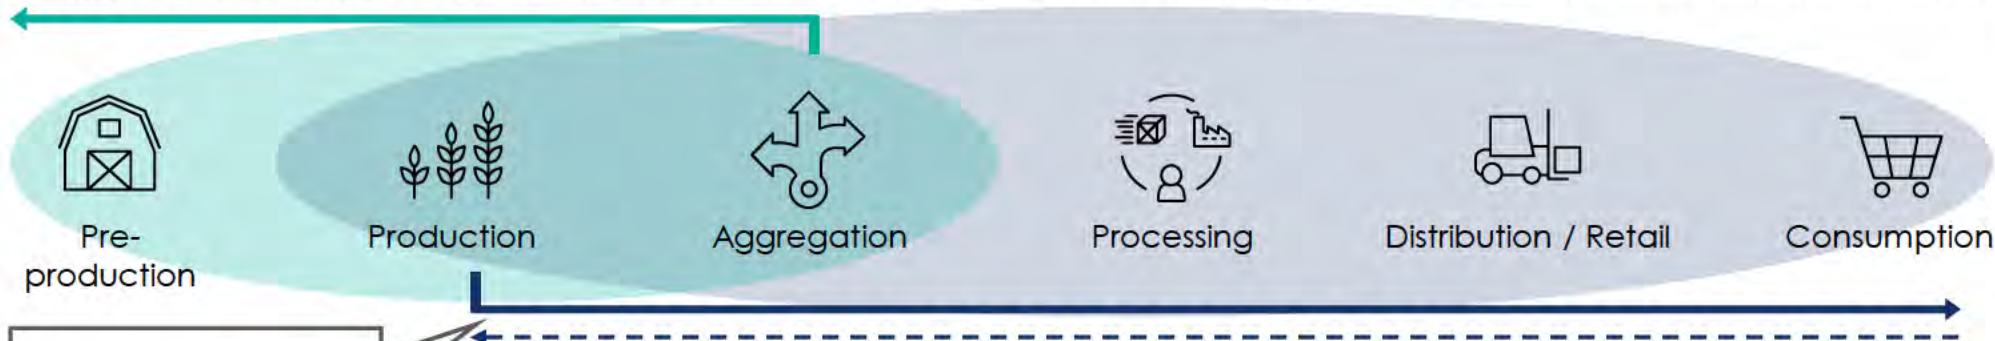 Pre-
production
Production
Aggregation
Processing
Distribution / Retail
Consumption